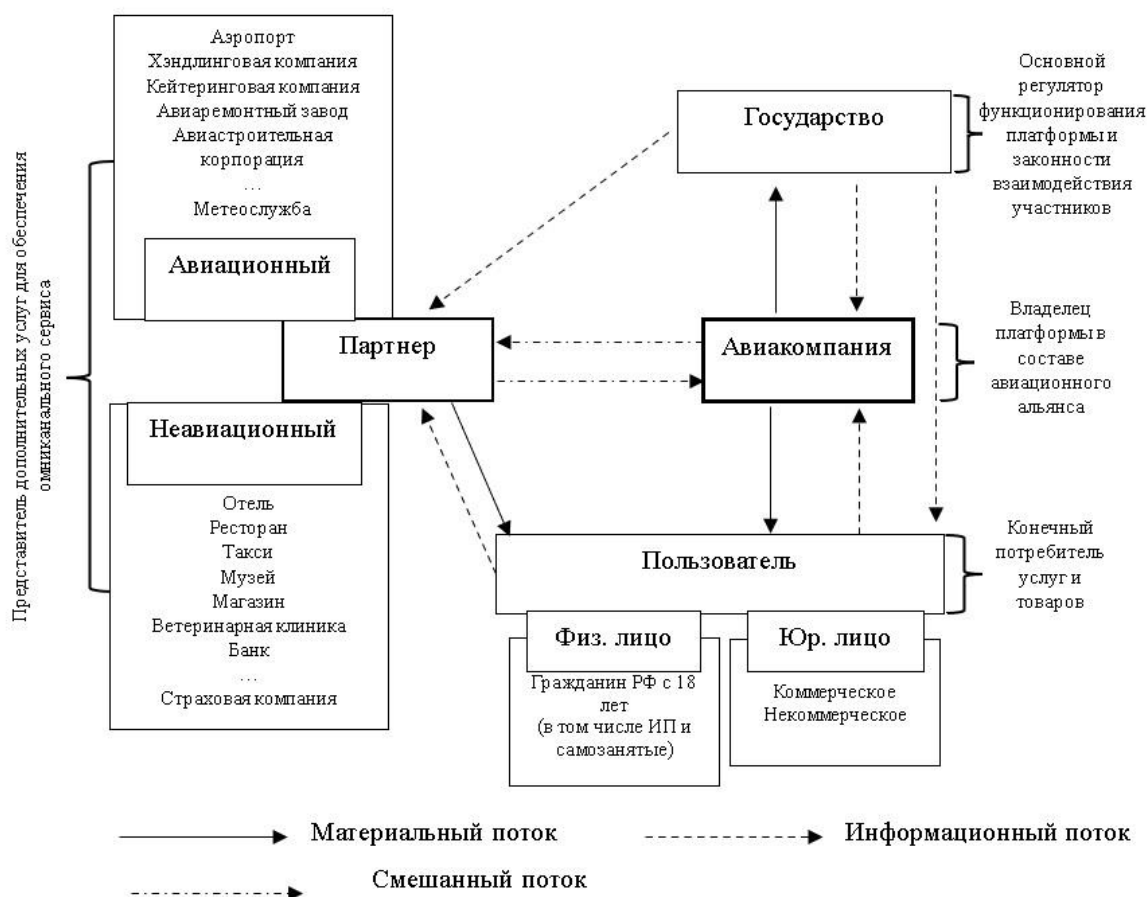 Представитель дополнительных услуг для обеспечения
омниканального сервиса
Аэропорт
Хэндлинговая компания
Кейтеринговая компания
Авиаремонтный завод
Авиастроительная
корпорация
...
Метеослужба
Авиационный
Партнер
Неавиационный
Отель
Ресторан
Такси
Музей
Магазин
Ветеринарная клиника
Банк
...
Страховая компания
Государство
Основной
регулятор
функционирования
платформы и
законности
взаимодействия
участников
Авиакомпания
Владелец
платформы в
составе
авиационного
альянса
Пользователь
Конечный
потребитель
услуг и
товаров
Физ. лицо
Гражданин РФ с 18
лет
(в том числе ИП и
самозанятые)
Юр. лицо
Коммерческое
Некоммерческое
Материальный поток
Информационный поток
Смешанный поток